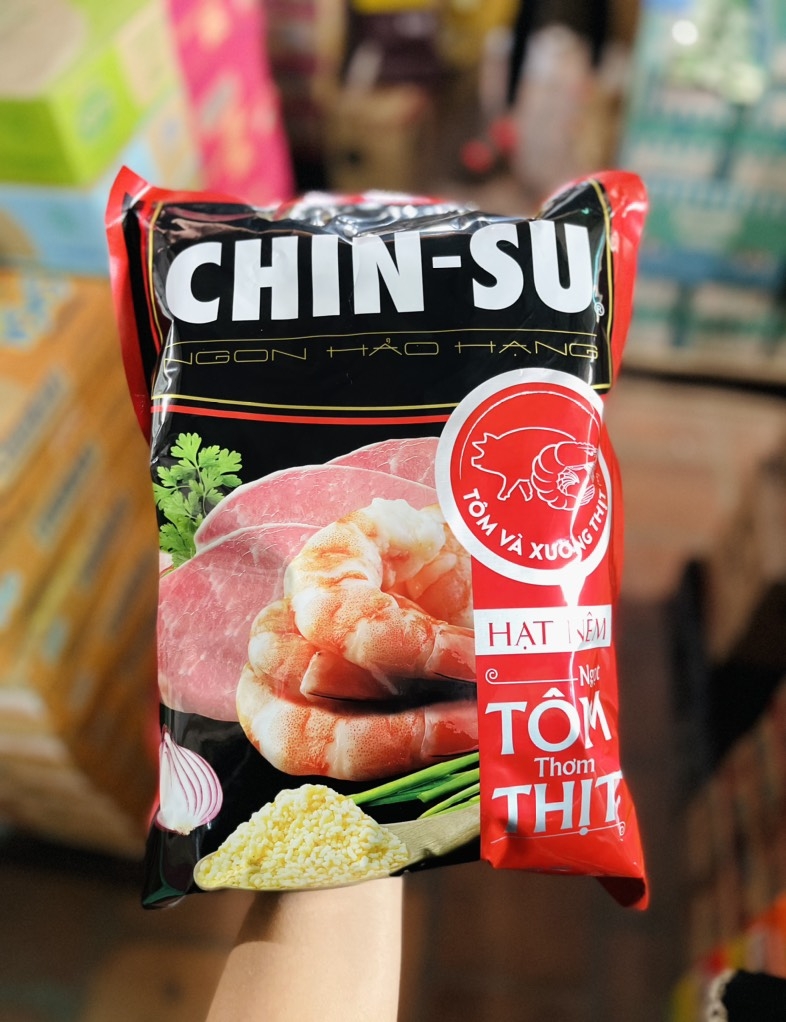 CHIN-SU
NGON HẢO HẠNG
TÔM VÀ XƯƠNG THỊT
HẠT NÊM
Ngọt
TÔM
Thơm
THỊT